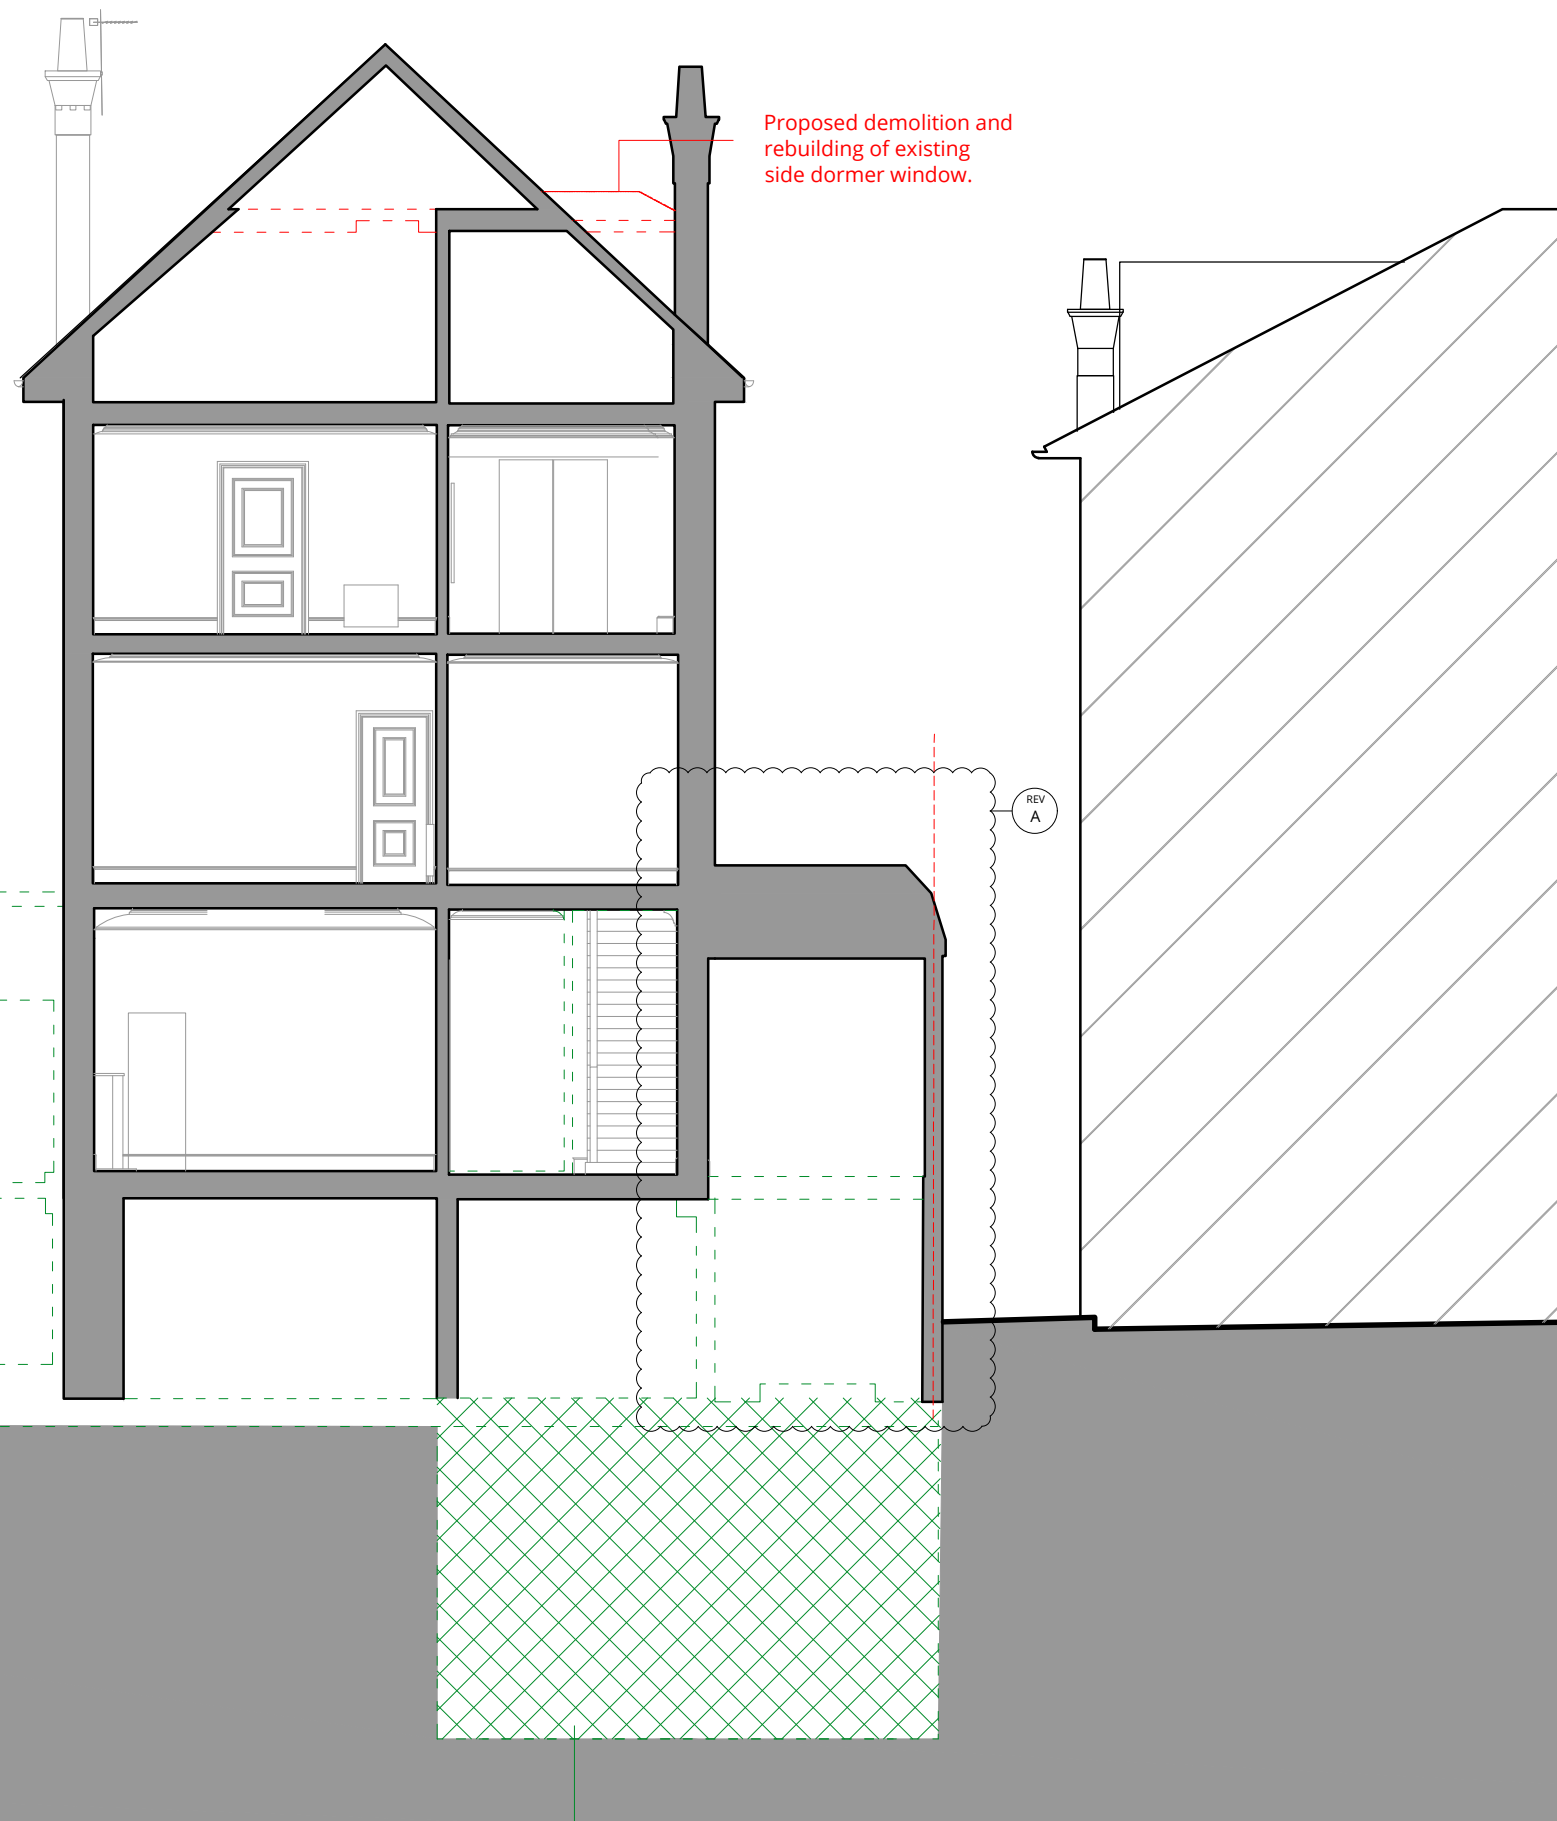 Proposed demolition and
rebuilding of existing
side dormer window.
REV
A